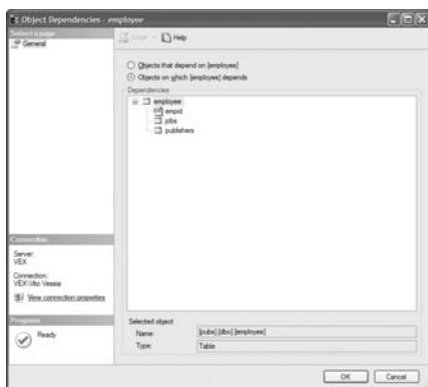 Object Dependencies - employee
Select a page
General
Script
Help
Objects that depend on [employee]
Objects on which [employee] depends
Dependencies
employee
empid
jobs
publishers
Connection
Server:
VEX
Connection:
VEX\Vito Vessia
View connection properties
Progress
Ready
Selected object
Name:
[pubs].[dbo].[employee]
Type:
Table
OK
Cancel